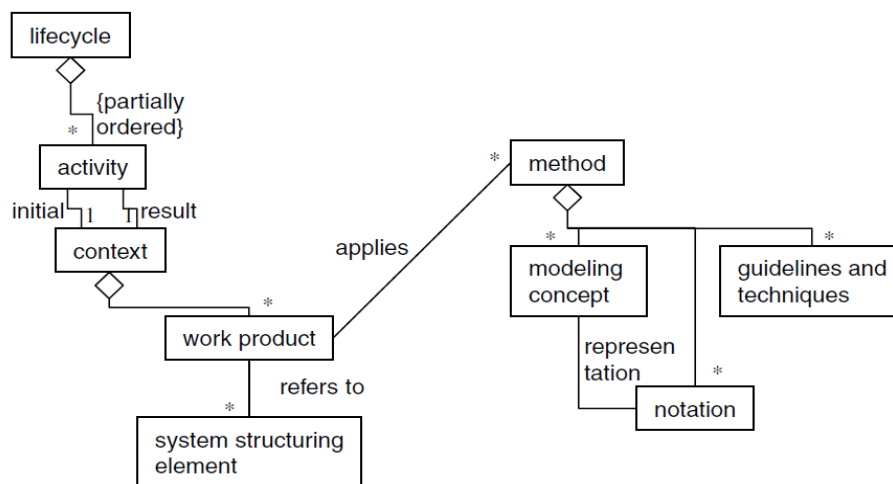 lifecycle
{partially
ordered}
*
activity
initial
1
1
result
context
*
work product
refers to
*
system structuring
element
applies
*
method
*
modeling
concept
*
guidelines and
techniques
represen
tation
*
notation